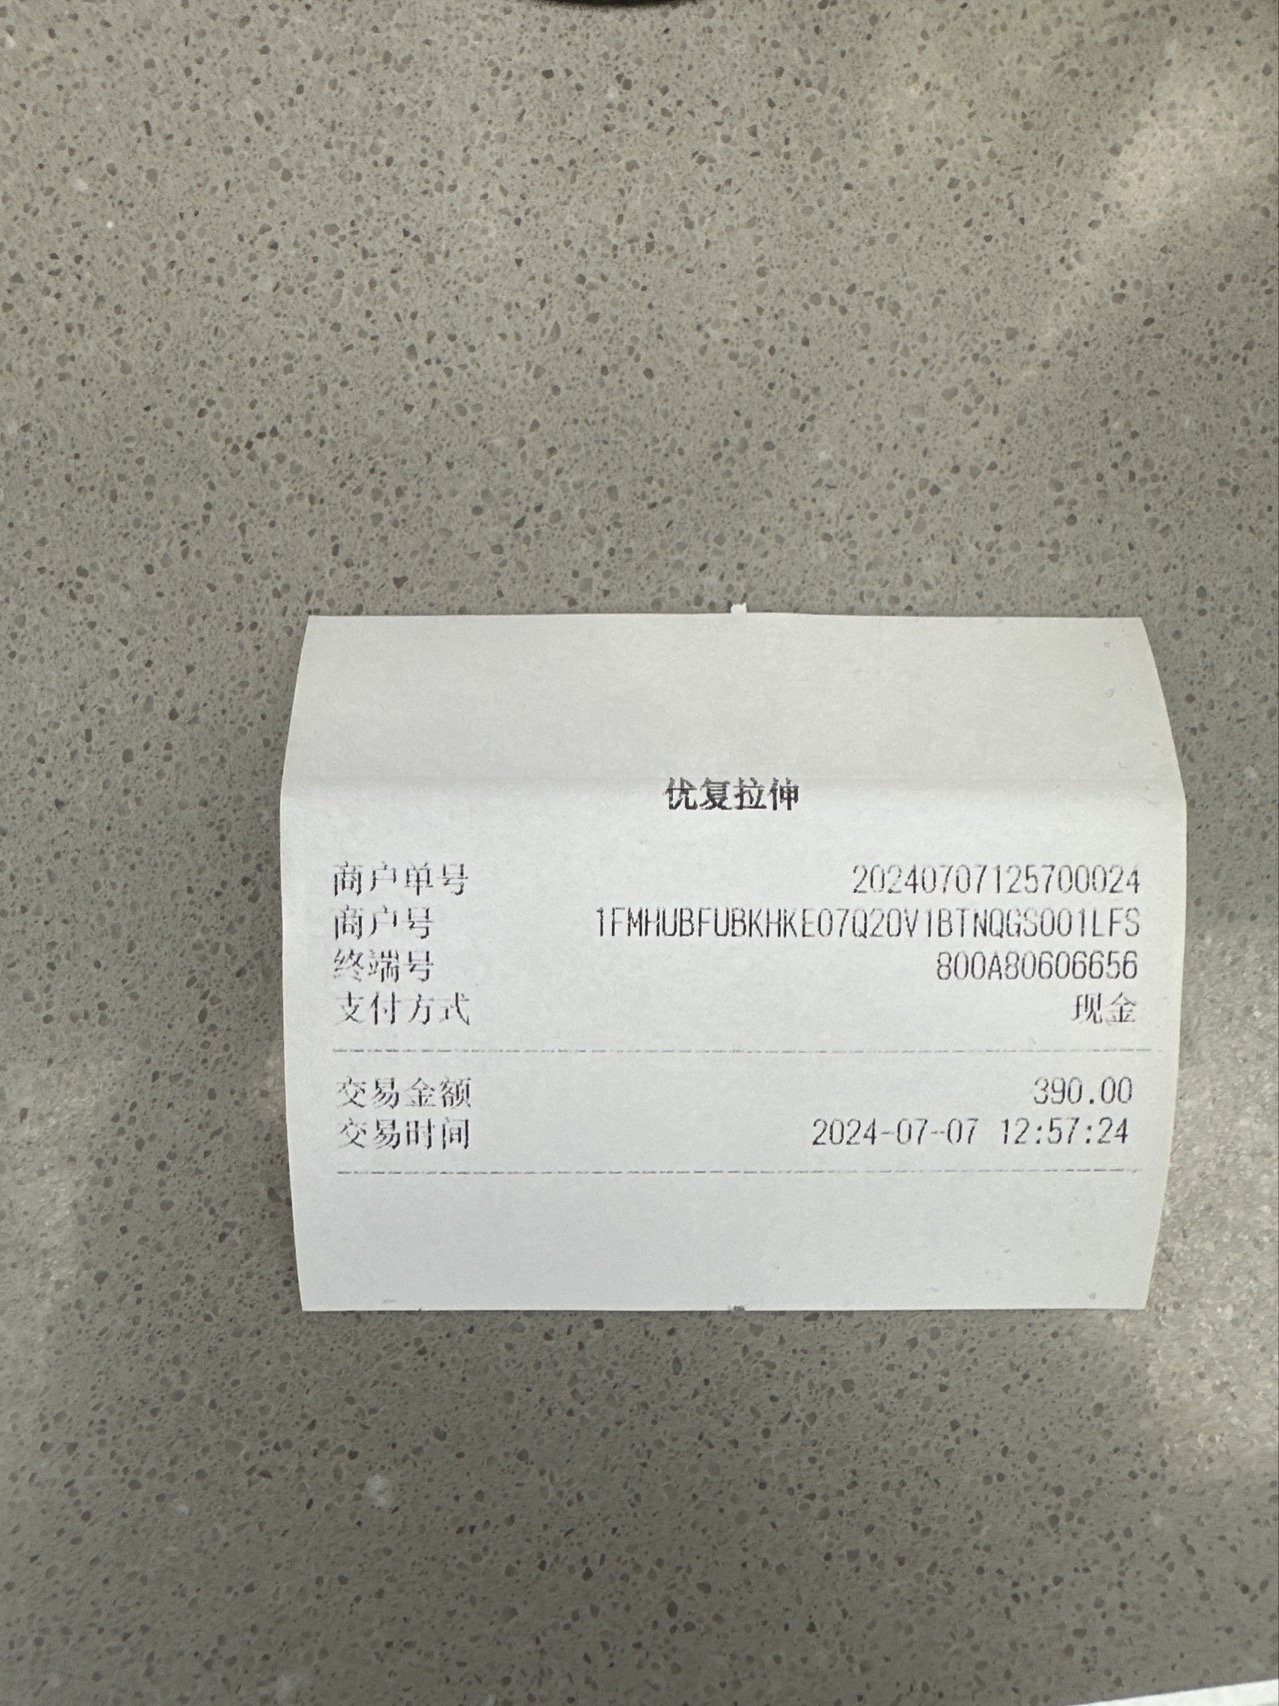 优复拉伸
商户单号 20240707125700024
商户号 1FMHUBFUBKHKE07Q20V1BTNQGS001LFS
终端号 800A80606656
支付方式 现金
交易金额 390.00
交易时间 2024-07-07 12:57:24